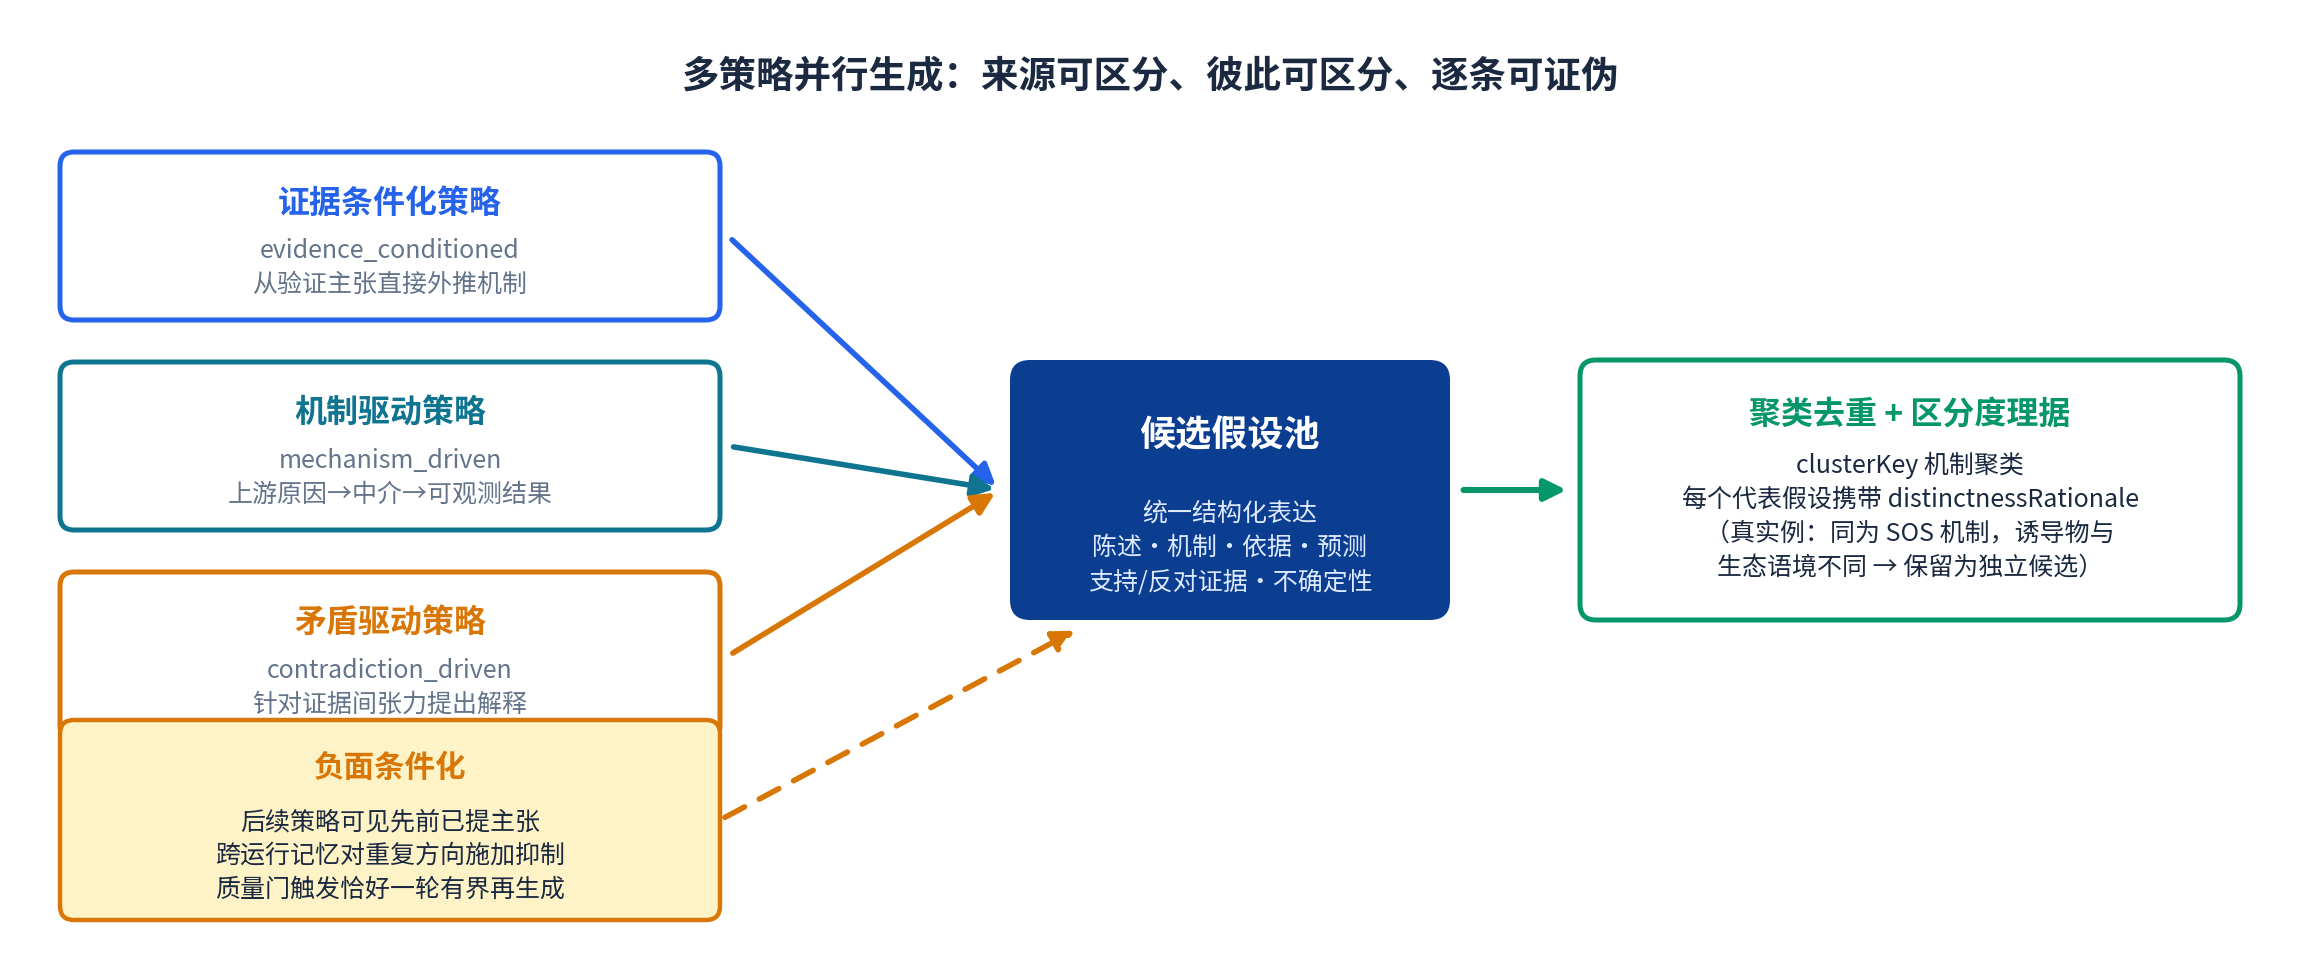 多策略并行生成：来源可区分、彼此可区分、逐条可证伪
证据条件化策略
evidence_conditioned
从验证主张直接外推机制
机制驱动策略
mechanism_driven
上游原因→中介→可观测结果
矛盾驱动策略
contradiction_driven
针对证据间张力提出解释
负面条件化
后续策略可见先前已提主张
跨运行记忆对重复方向施加抑制
质量门触发恰好一轮有界再生成
候选假设池
统一结构化表达
陈述・机制・依据・预测
支持/反对证据・不确定性
聚类去重 + 区分度理据
clusterKey 机制聚类
每个代表假设携带 distinctnessRationale
（真实例：同为 SOS 机制，诱导物与
生态语境不同 → 保留为独立候选）